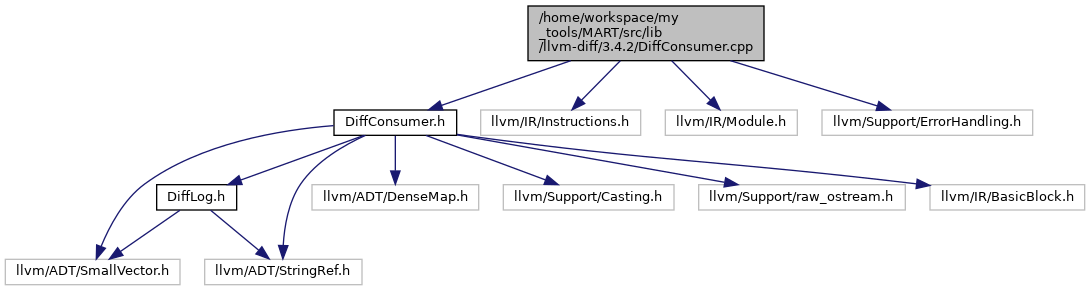 /home/workspace/my
_tools/MART/src/lib
/llvm-diff/3.4.2/DiffConsumer.cpp
DiffConsumer.h
llvm/IR/Instructions.h
llvm/IR/Module.h
llvm/Support/ErrorHandling.h
DiffLog.h
llvm/ADT/DenseMap.h
llvm/Support/Casting.h
llvm/Support/raw_ostream.h
llvm/IR/BasicBlock.h
llvm/ADT/SmallVector.h
llvm/ADT/StringRef.h